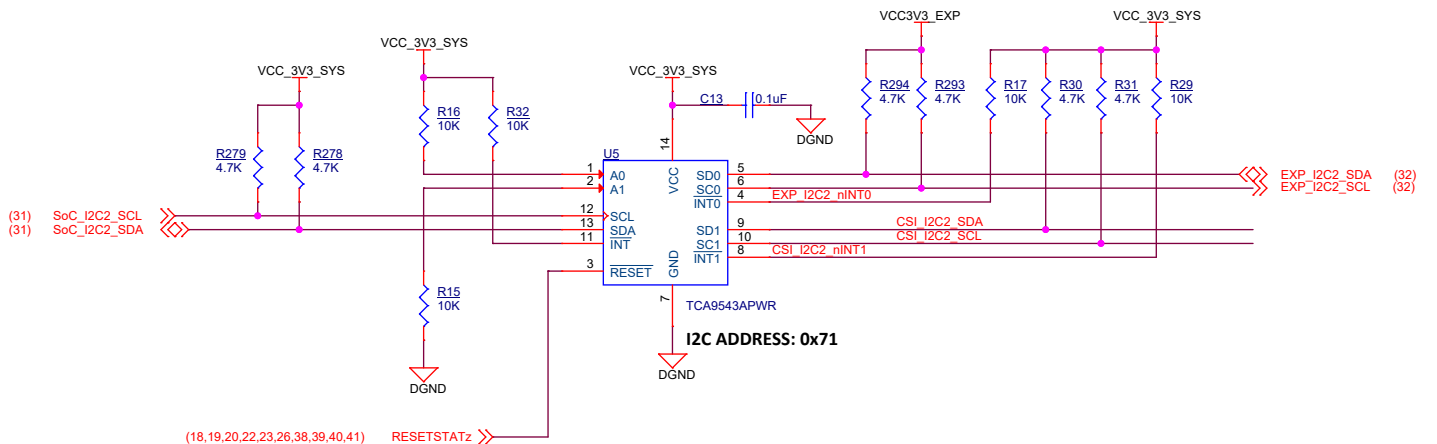 VCC3V3_EXP
VCC_3V3_SYS
VCC_3V3_SYS
VCC_3V3_SYS
VCC_3V3_SYS
R294
4.7K
R293
4.7K
R17
10K
R30
4.7K
R31
4.7K
R29
10K
C13
0.1uF
DGND
R16
10K
R32
10K
R279
4.7K
R278
4.7K
U5
14
VCC
1
A0
2
A1
12
SCL
13
SDA
11
INT
3
RESET
GND
7
SD0
5
SC0
6
INT0
4
SD1
9
SC1
10
INT1
8
EXP_I2C2_nINT0
CSI_I2C2_SDA
CSI_I2C2_SCL
CSI_I2C2_nINT1
EXP_I2C2_SDA (32)
EXP_I2C2_SCL (32)
(31) SoC_I2C2_SCL
(31) SoC_I2C2_SDA
R15
10K
TCA9543APWR
I2C ADDRESS: 0x71
DGND
DGND
(18,19,20,22,23,26,38,39,40,41) RESETSTATz